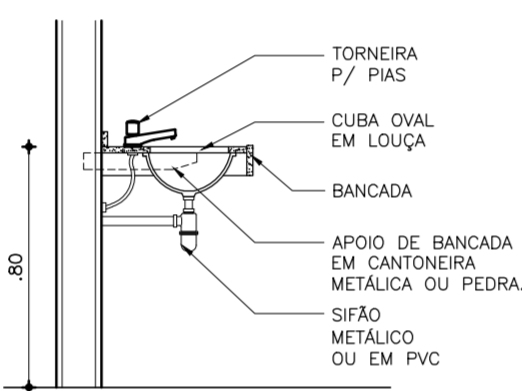 TORNEIRA
P/ PIAS
CUBA OVAL
EM LOUÇA
BANCADA
APOIO DE BANCADA
EM CANTONEIRA
METÁLICA OU PEDRA.
SIFÃO
METÁLICO
OU EM PVC
.80